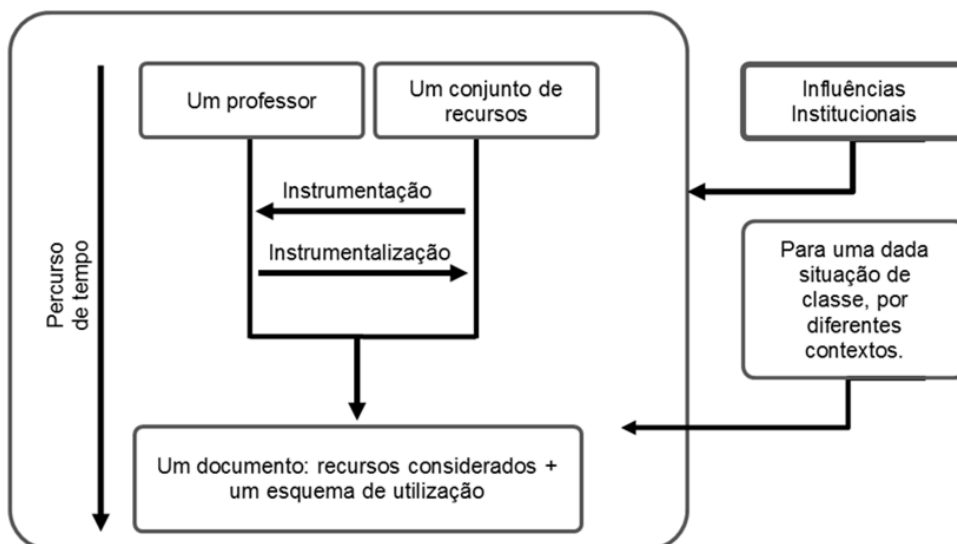 Um professor
Um conjunto de
recursos
Influências
Institucionais
Instrumentação
Instrumentalização
Percurso
de tempo
Para uma dada
situação de
classe, por
diferentes
contextos.
Um documento: recursos considerados +
um esquema de utilização